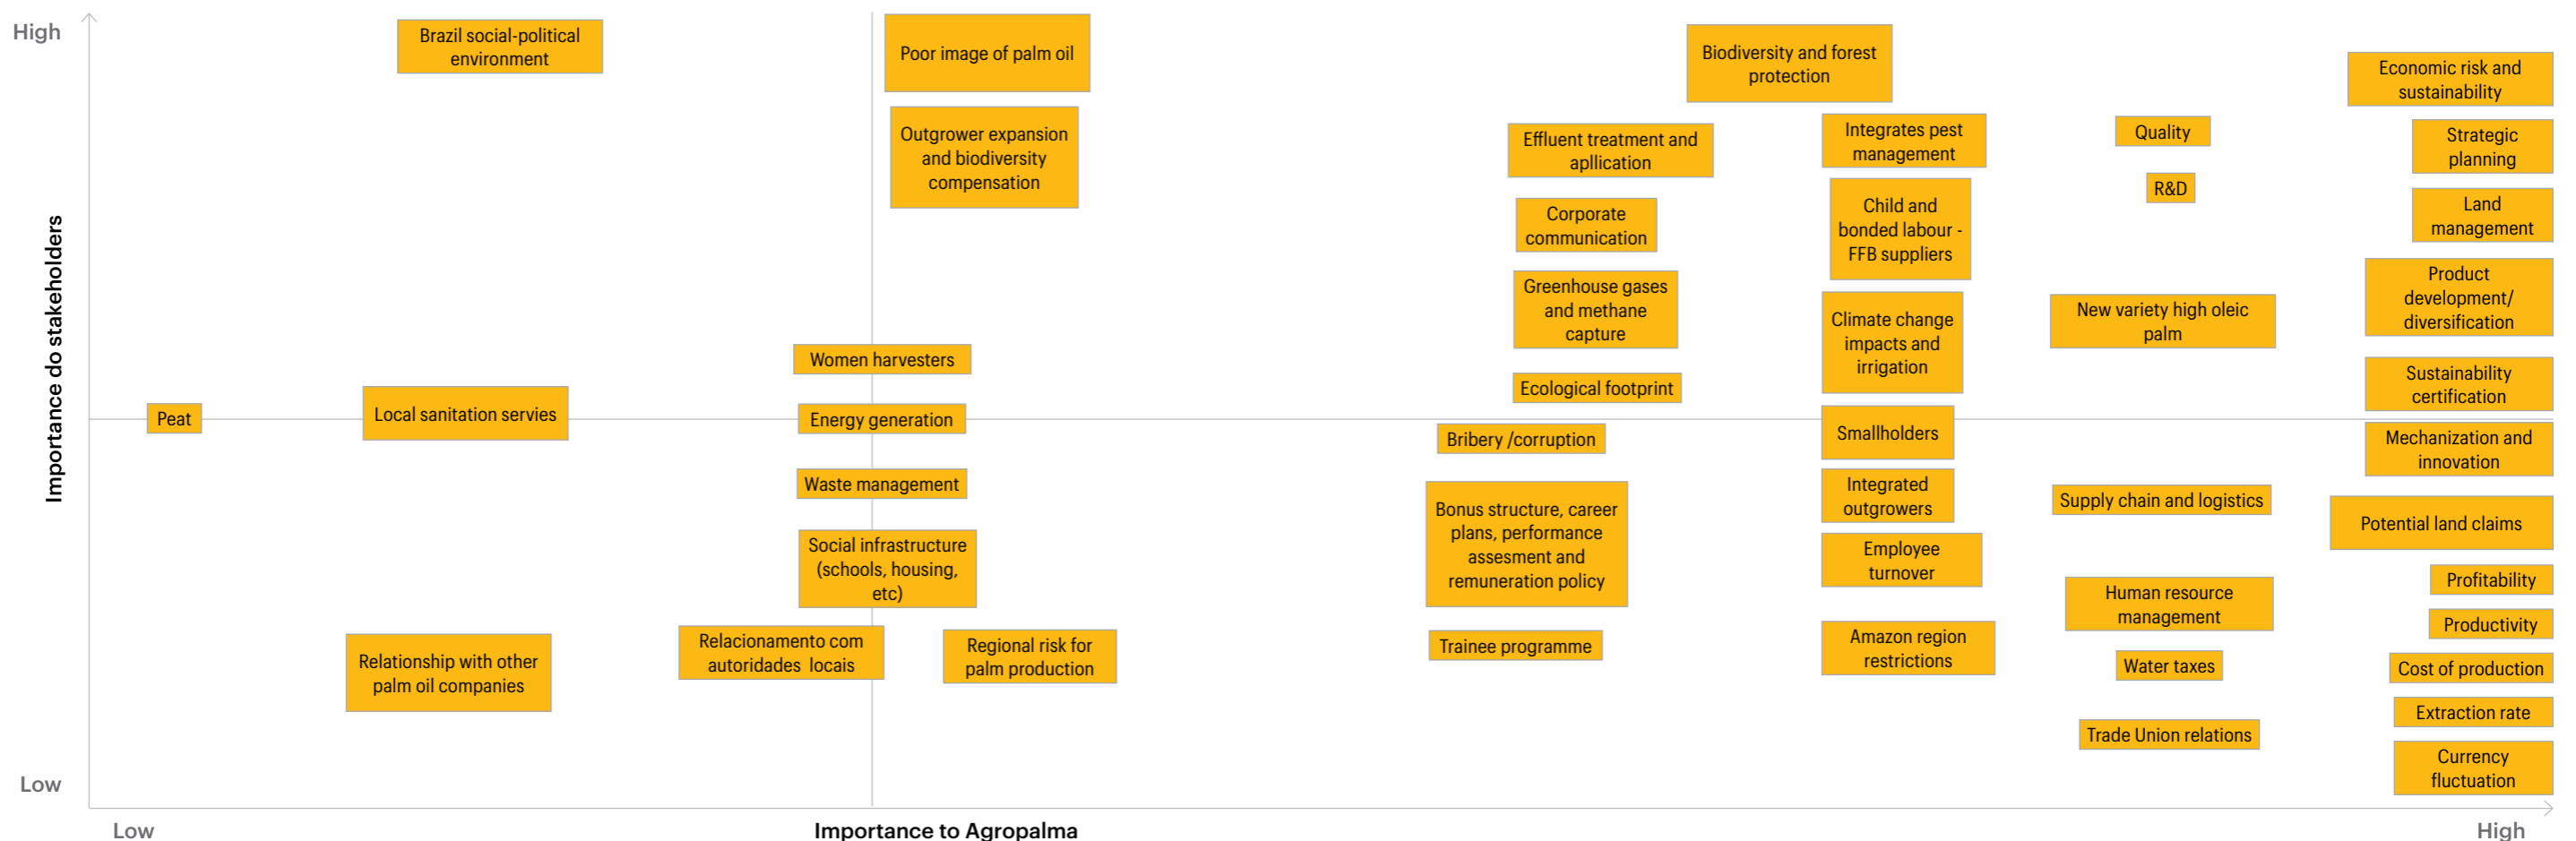 High
Brazil social-political
environment
Poor image of palm oil
Biodiversity and forest
protection
Economic risk and
sustainability
Outgrower expansion
and biodiversity
compensation
Effluent treatment and
apllication
Integrates pest
management
Quality
Strategic
planning
R&D
Land
management
Corporate
communication
Child and
bonded labour -
FFB suppliers
Greenhouse gases
and methane
capture
Climate change
impacts and
irrigation
New variety high oleic
palm
Product
development/
diversification
Women harvesters
Ecological footprint
Sustainability
certification
Importance do stakeholders
Peat
Local sanitation servies
Energy generation
Bribery /corruption
Smallholders
Mechanization and
innovation
Waste management
Bonus structure, career
plans, performance
assesment and
remuneration policy
Integrated
outgrowers
Supply chain and logistics
Potential land claims
Social infrastructure
(schools, housing,
etc)
Employee
turnover
Human resource
management
Profitability
Productivity
Relationship with other
palm oil companies
Relacionamento com
autoridades locais
Regional risk for
palm production
Trainee programme
Amazon region
restrictions
Water taxes
Cost of production
Trade Union relations
Extraction rate
Currency
fluctuation
Low
Low
Importance to Agropalma
High